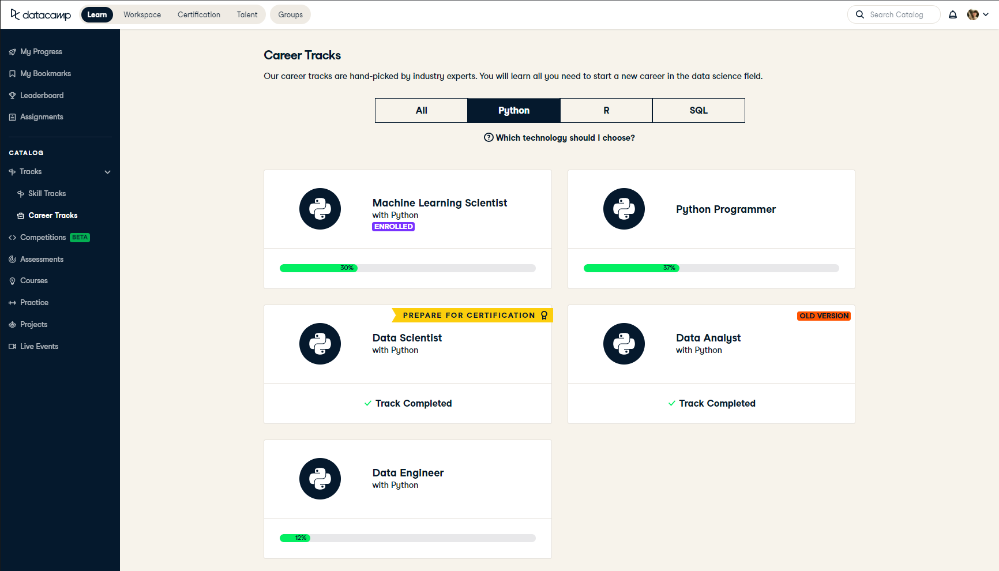 datacamp
Learn
Workspace
Certification
Talent
Groups
Search Catalog
My Progress
My Bookmarks
Leaderboard
Assignments
CATALOG
Tracks
Skill Tracks
Career Tracks
Competitions BETA
Assessments
Courses
Practice
Projects
Live Events
Career Tracks
Our career tracks are hand-picked by industry experts. You will learn all you need to start a new career in the data science field.
All
Python
R
SQL
Which technology should I choose?
Machine Learning Scientist
with Python
ENROLLED
30%
Python Programmer
37%
PREPARE FOR CERTIFICATION
Data Scientist
with Python
Track Completed
OLD VERSION
Data Analyst
with Python
Track Completed
Data Engineer
with Python
12%